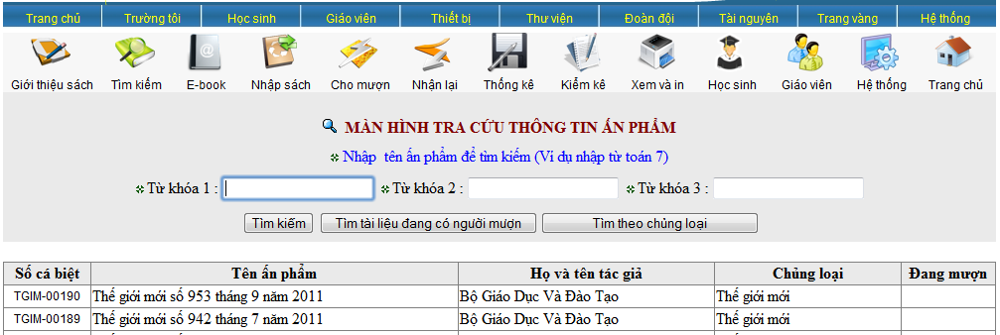 Trang chủ Trường tôi Học sinh Giáo viên Thiết bị Thư viện Đoàn đội Tài nguyên Trang vàng Hệ thống
Giới thiệu sách Tìm kiếm E-book Nhập sách Cho mượn Nhận lại Thống kê Kiểm kê Xem và in Học sinh Giáo viên Hệ thống Trang chủ
MÀN HÌNH TRA CỨU THÔNG TIN ẤN PHẨM
Nhập tên ấn phẩm để tìm kiếm (Ví dụ nhập từ toán 7)
Từ khóa 1 : Từ khóa 2 : Từ khóa 3 :
Tìm kiếm Tìm tài liệu đang có người mượn Tìm theo chủng loại
Số cá biệt Tên ấn phẩm Họ và tên tác giả Chủng loại Đang mượn
TGIM-00190 Thế giới mới số 953 tháng 9 năm 2011 Bộ Giáo Dục Và Đào Tạo Thế giới mới
TGIM-00189 Thế giới mới số 942 tháng 7 năm 2011 Bộ Giáo Dục Và Đào Tạo Thế giới mới